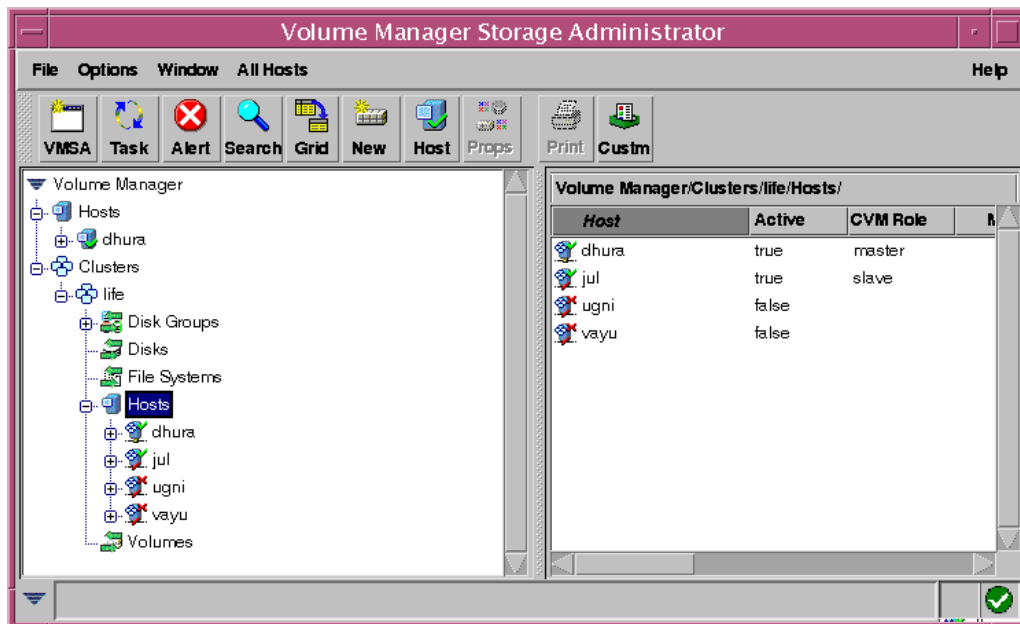 Volume Manager Storage Administrator
File Options Window All Hosts Help
VMSA Task Alert Search Grid New Host Props Print Custm
Volume Manager
Hosts
dhura
Clusters
life
Disk Groups
Disks
File Systems
Hosts
dhura
jul
ugni
vayu
Volumes
Volume Manager/Clusters/life/Hosts/
Host Active CVM Role
dhura true master
jul true slave
ugni false
vayu false